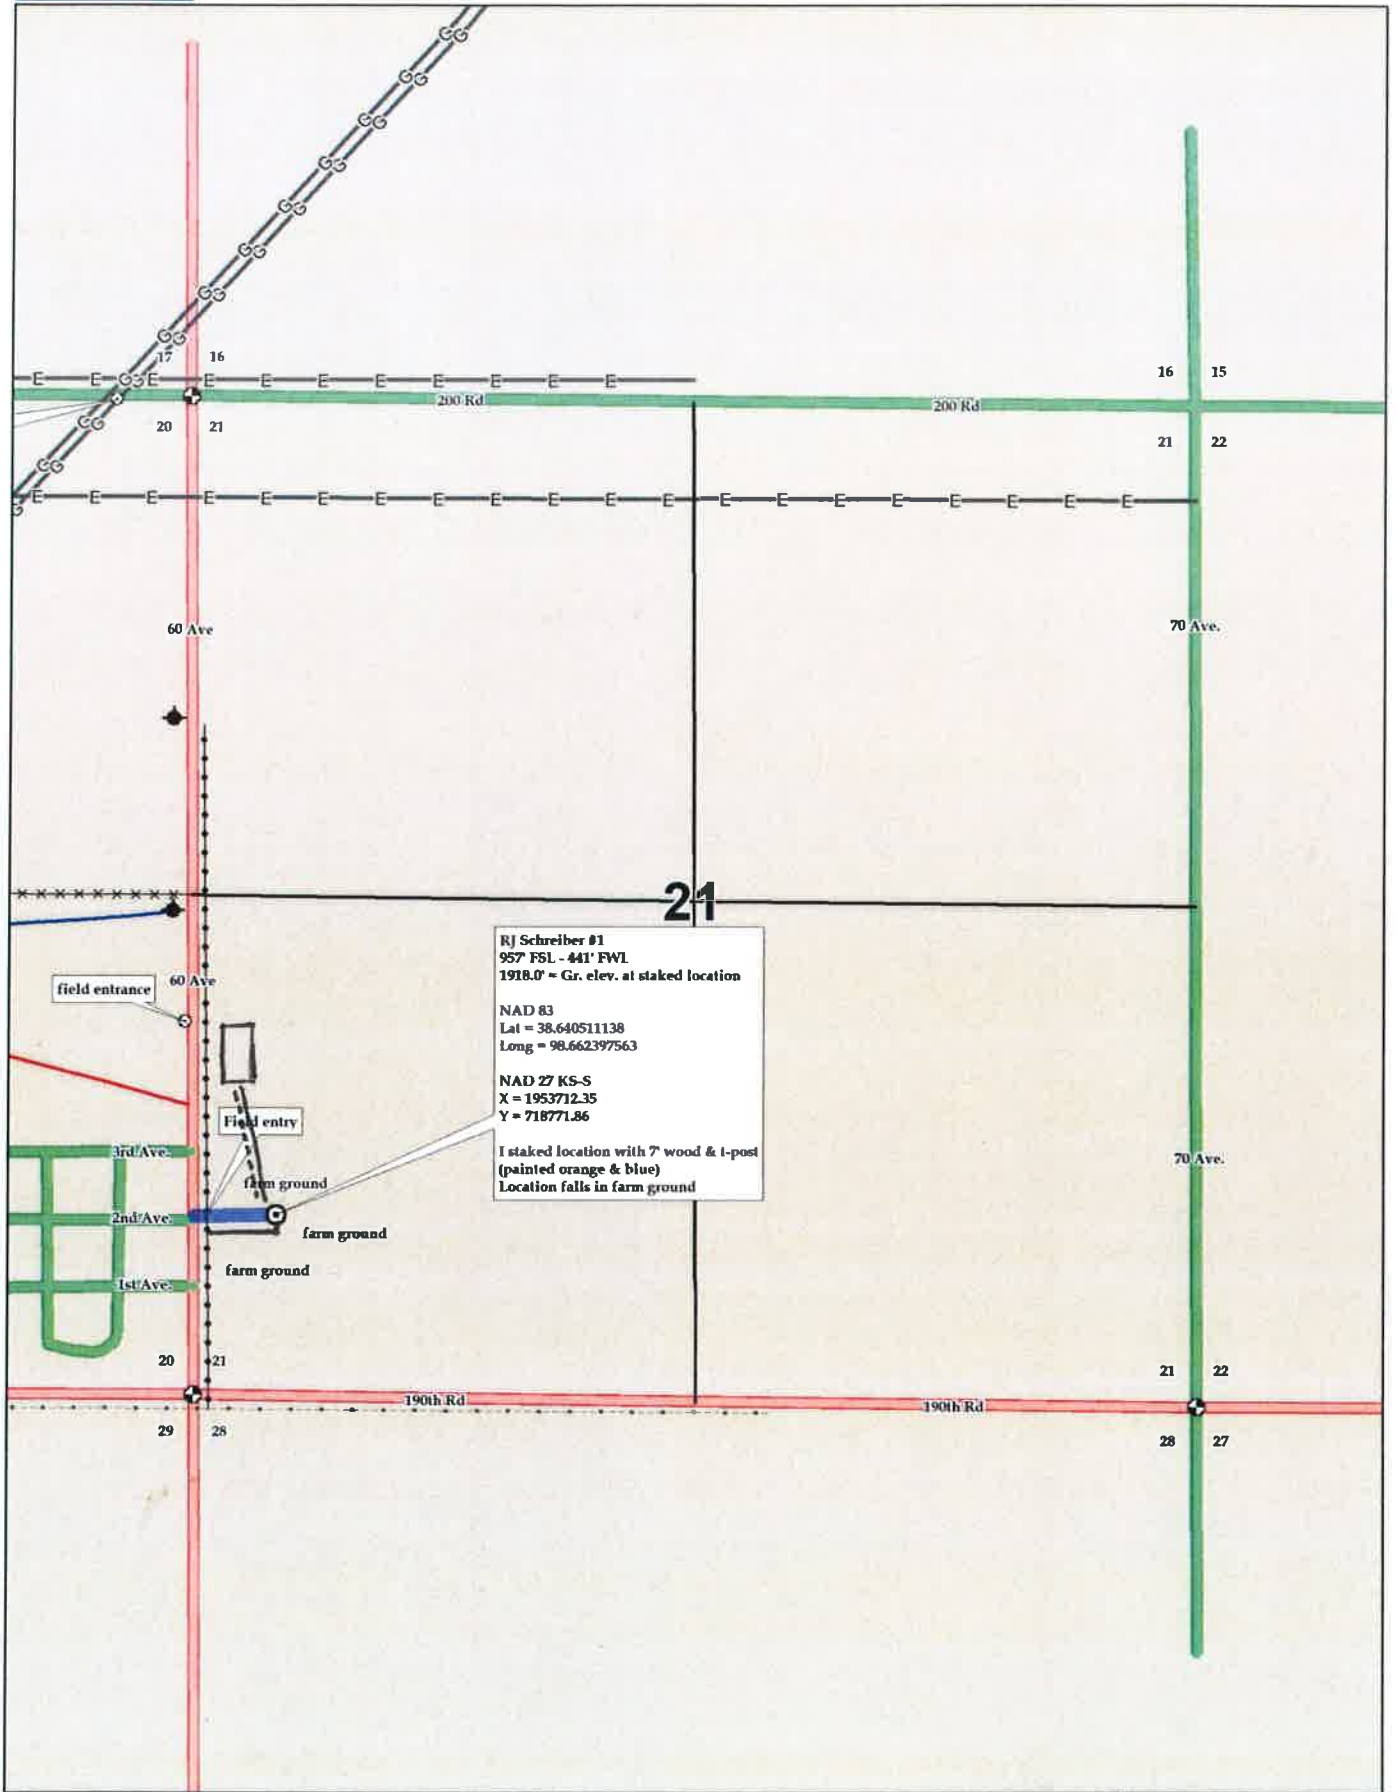 17 16
16 15
200 Rd
200 Rd
20 21
21 22
E E E E E E E E E E E
E E E E E E E E E E E E E E E E E E E E
G G G G G G G G G G G G G G G G G G G G G G G G
60 Ave
70 Ave.
21
RJ Schreiber #1
957' FSL - 441' FWL
1918.0' = Gr. elev. at staked location
NAD 83
Lat = 38.640511138
Long = 98.662397563
NAD 27 KS-S
X = 1953712.35
Y = 718771.86
I staked location with 7' wood & t-post
(painted orange & blue)
Location falls in farm ground
60 Ave
field entrance
Field entry
3rd Ave.
70 Ave.
farm ground
2nd Ave.
farm ground
farm ground
1st Ave.
20 21
21 22
190th Rd
190th Rd
29 28
28 27